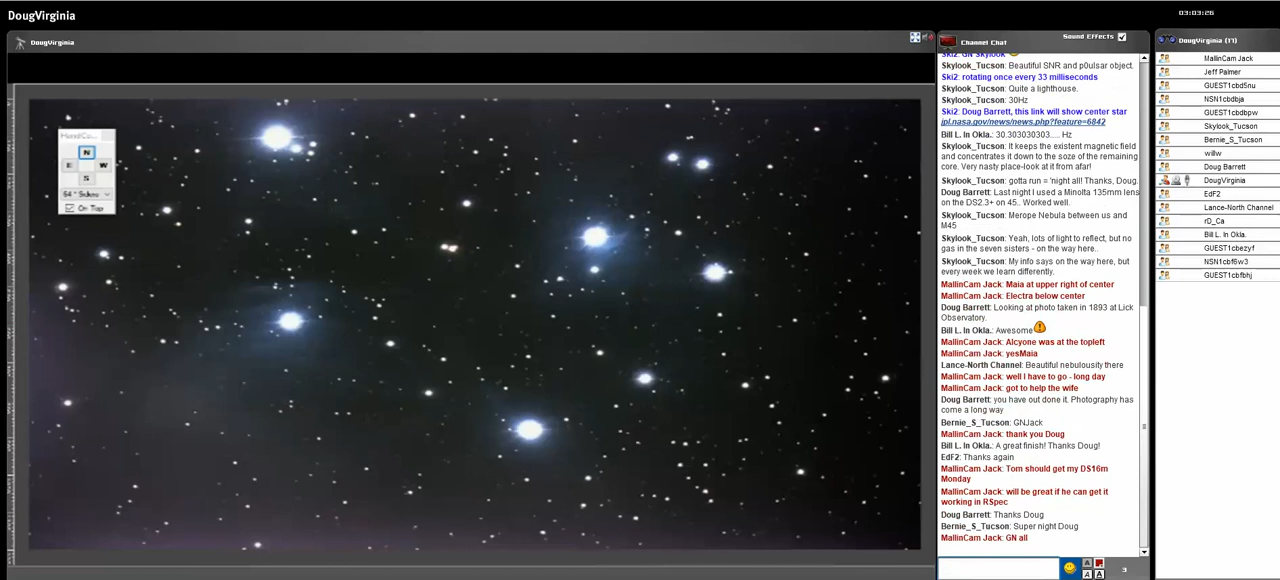 DougVirginia
03:03:26
DougVirginia
N
E W
S
On Top
Channel Chat
Sound Effects
Ski2: GN Skylook
Skylook_Tucson: Beautiful SNR and p0ulsar object.
Ski2: rotating once every 33 milliseconds
Skylook_Tucson: Quite a lighthouse.
Skylook_Tucson: 30Hz
Ski2: Doug Barrett, this link will show center star
jpl.nasa.gov/news/news.php?feature=6842
Bill L. In Okla.: 30.303030303..... Hz
Skylook_Tucson: It keeps the existent magnetic field
and concentrates it down to the soze of the remaining
core. Very nasty place-look at it from afar!
Skylook_Tucson: gotta run = 'night all! Thanks, Doug.
Doug Barrett: Last night I used a Minolta 135mm lens
on the DS2.3+ on 45.. Worked well.
Skylook_Tucson: Merope Nebula between us and
M45
Skylook_Tucson: Yeah, lots of light to reflect, but no
gas in the seven sisters - on the way here..
Skylook_Tucson: My info says on the way here, but
every week we learn differently.
MallinCam Jack: Maia at upper right of center
MallinCam Jack: Electra below center
Doug Barrett: Looking at photo taken in 1893 at Lick
Observatory.
Bill L. In Okla.: Awesome
MallinCam Jack: Alcyone was at the topleft
MallinCam Jack: yesMaia
Lance-North Channel: Beautiful nebulousity there
MallinCam Jack: well I have to go - long day
MallinCam Jack: got to help the wife
Doug Barrett: you have out done it. Photography has
come a long way
Bernie_S_Tucson: GNJack
MallinCam Jack: thank you Doug
Bill L. In Okla.: A great finish! Thanks Doug!
EdF2: Thanks again
MallinCam Jack: Tom should get my DS16m
Monday
MallinCam Jack: will be great if he can get it
working in RSpec
Doug Barrett: Thanks Doug
Bernie_S_Tucson: Super night Doug
MallinCam Jack: GN all
A
A A
3
DougVirginia (17)
MallinCam Jack
Jeff Palmer
GUEST1cbd5nu
NSN1cbdbja
GUEST1cbdbpw
Skylook_Tucson
Bernie_S_Tucson
willw
Doug Barrett
DougVirginia
EdF2
Lance-North Channel
rD_Ca
Bill L. In Okla.
GUEST1cbezyf
NSN1cbf6w3
GUEST1cbfbhj